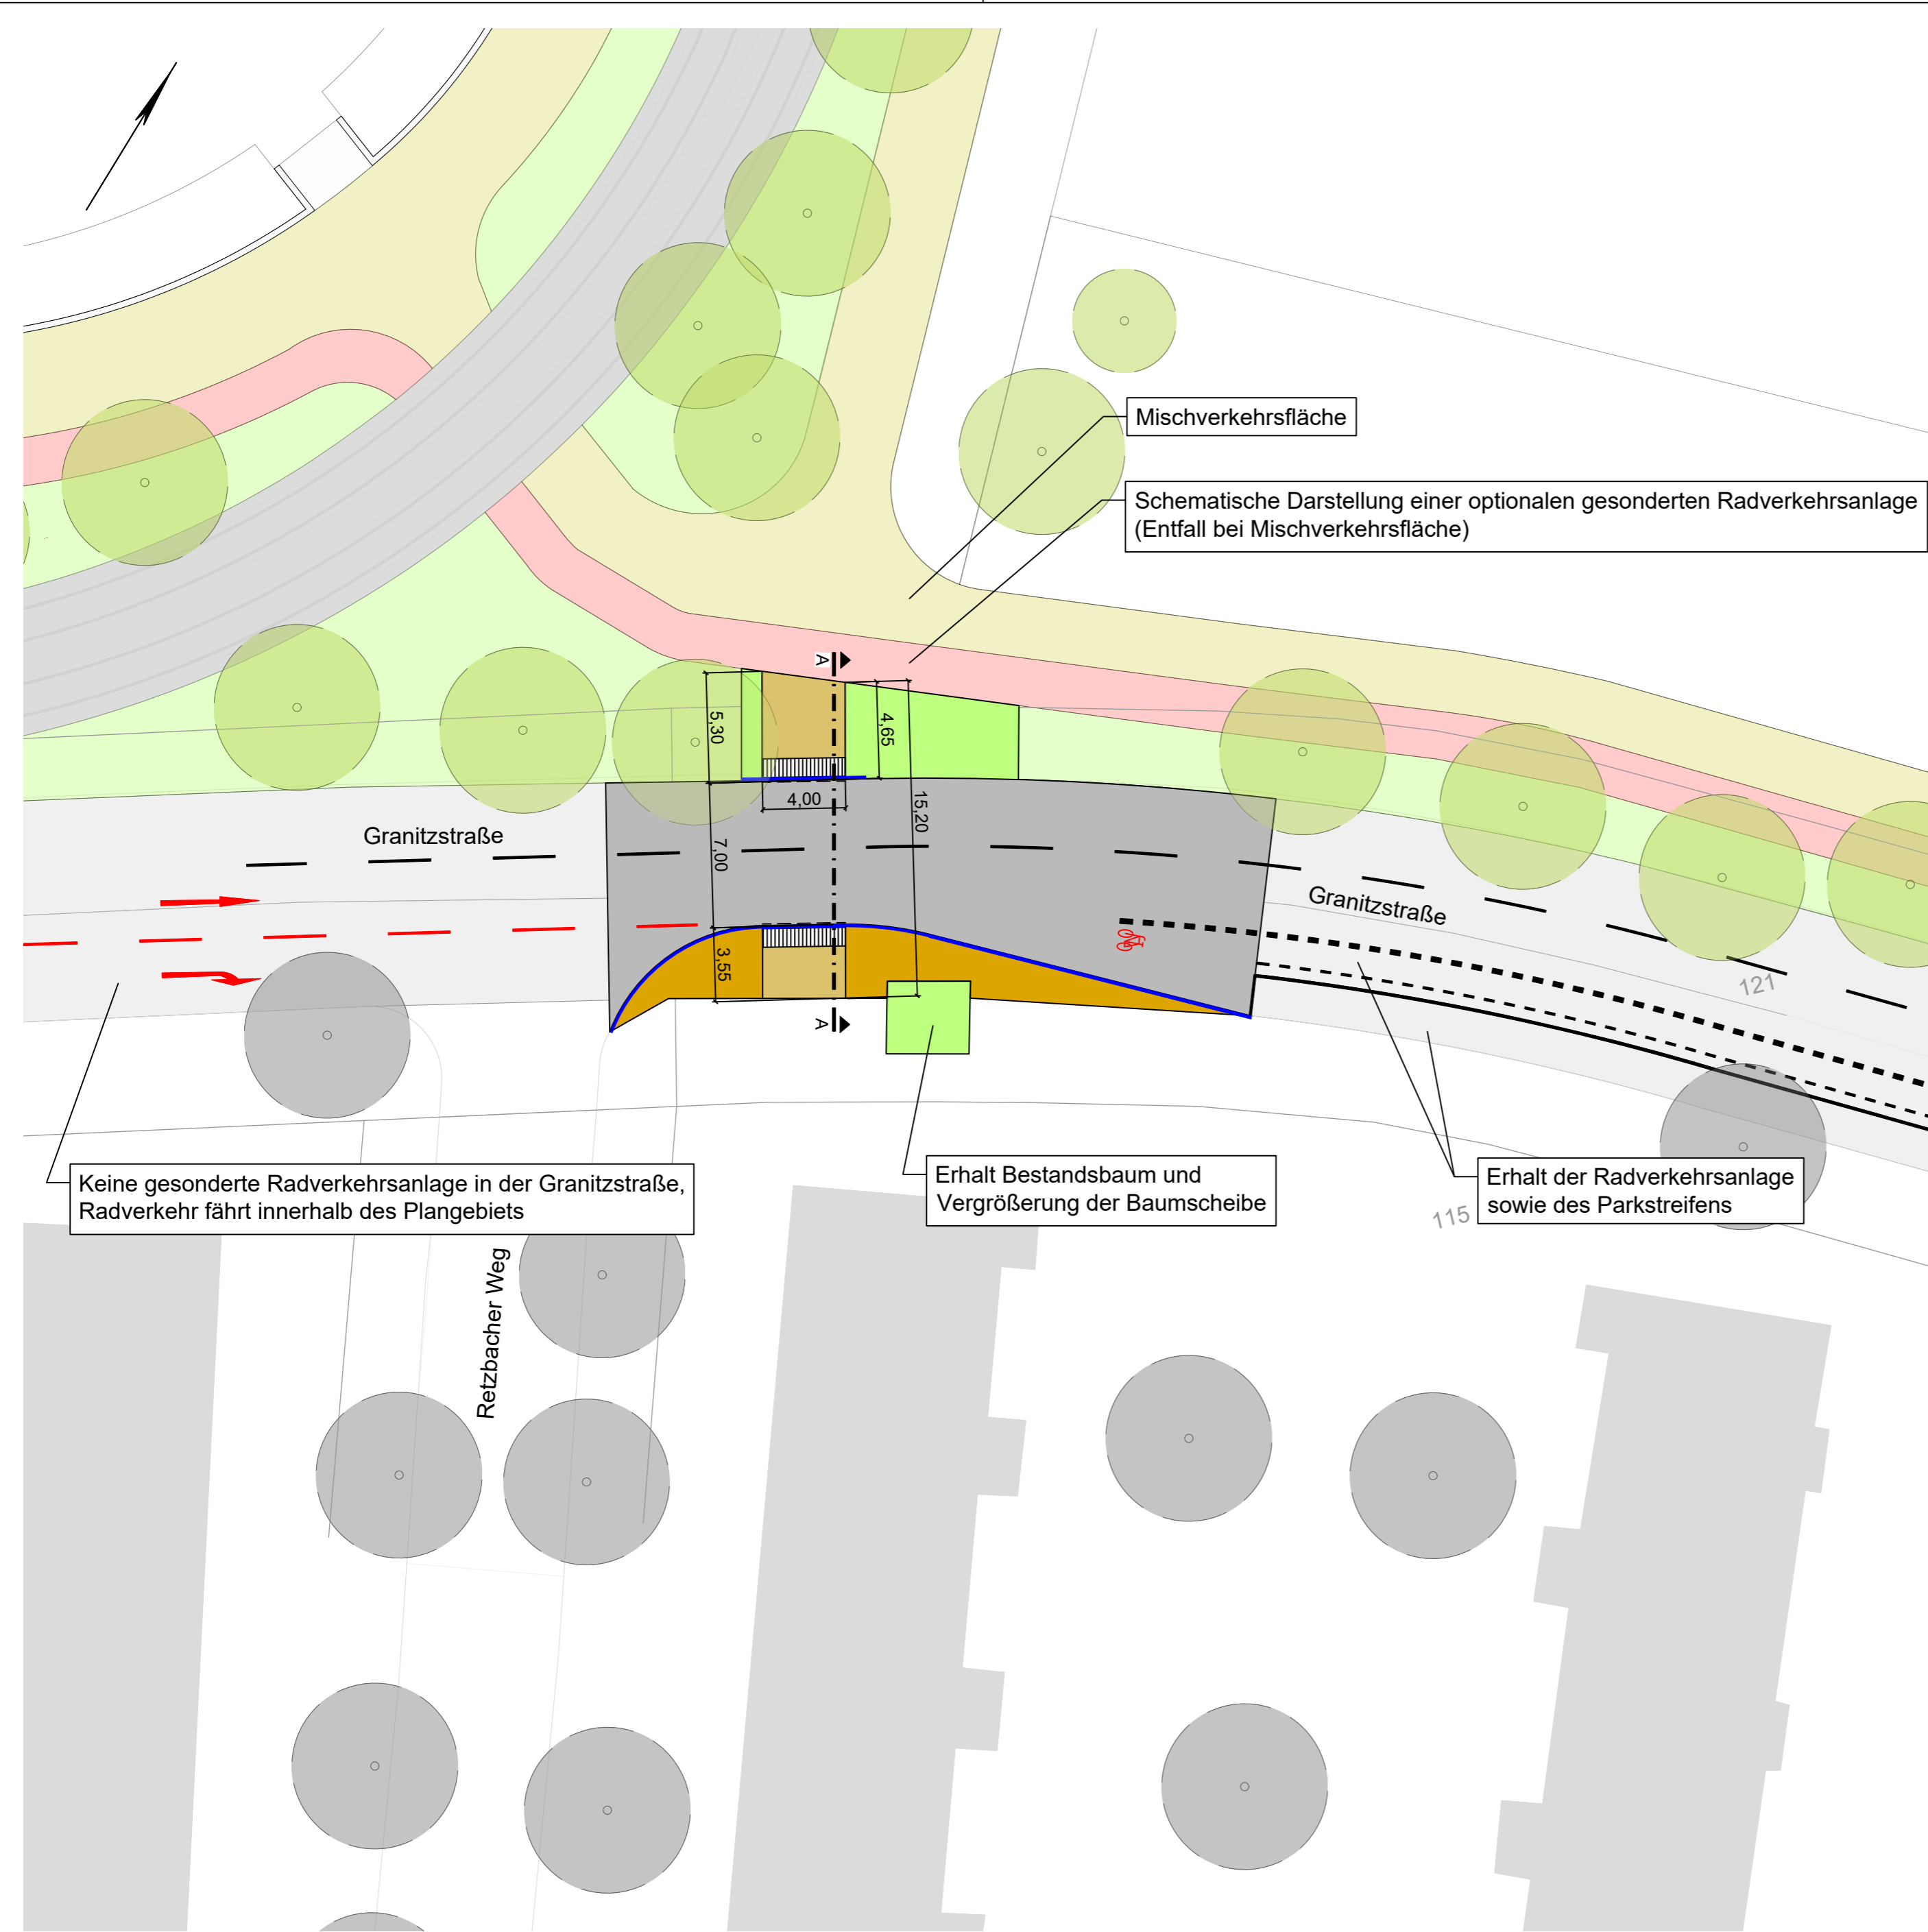 Mischverkehrsfläche
Schematische Darstellung einer optionalen gesonderten Radverkehrsanlage
(Entfall bei Mischverkehrsfläche)
A
5,30
4,65
4,00
15,20
Granitzstraße
7,00
Granitzstraße
3,55
121
A
Keine gesonderte Radverkehrsanlage in der Granitzstraße,
Radverkehr fährt innerhalb des Plangebiets
Erhalt Bestandsbaum und
Vergrößerung der Baumscheibe
Erhalt der Radverkehrsanlage
sowie des Parkstreifens
115
Retzbacher Weg